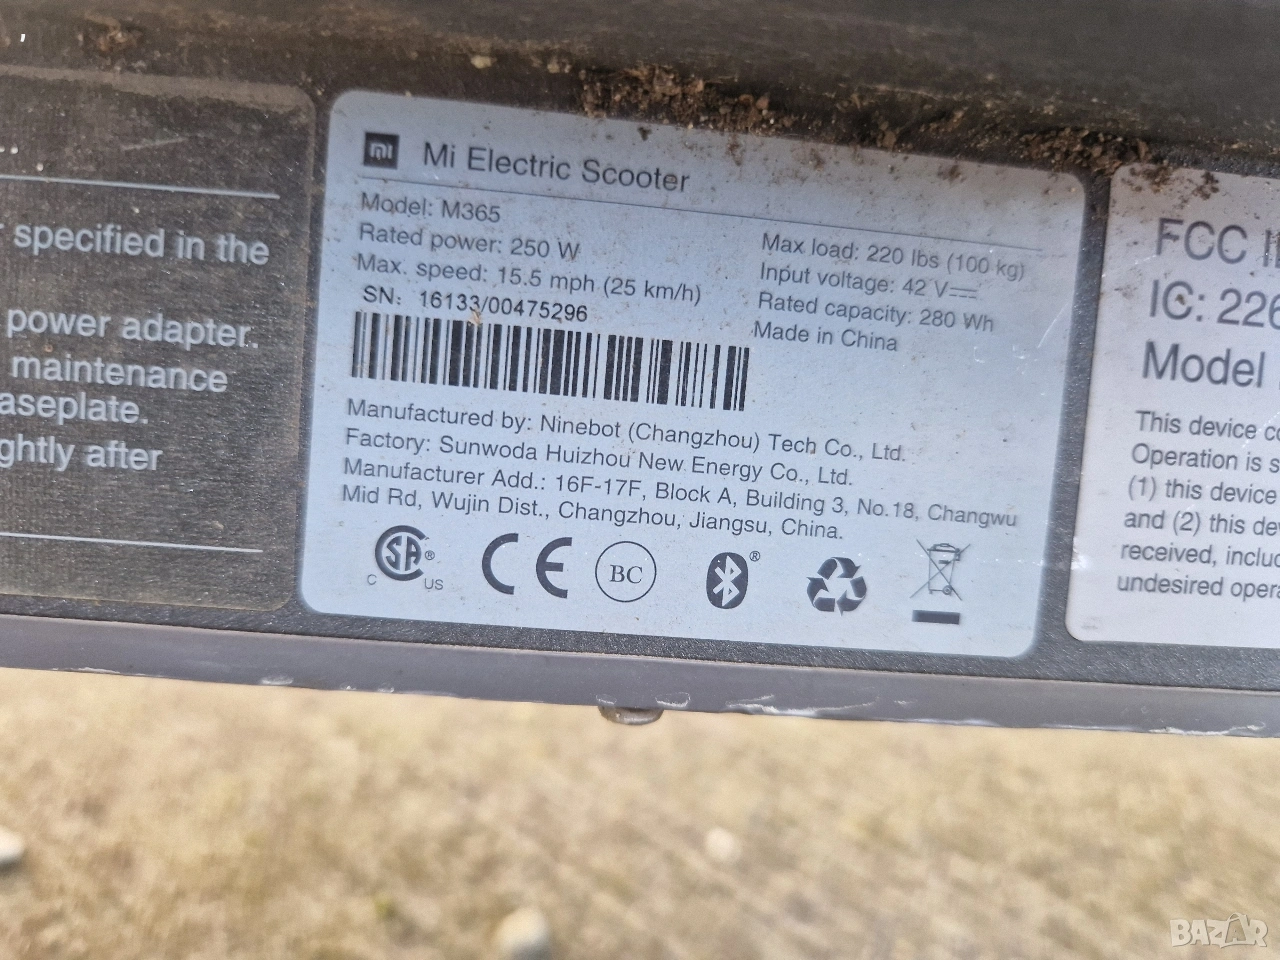 r specified in the
power adapter.
maintenance
aseplate.
ghtly after
mi Mi Electric Scooter
Model: M365
Rated power: 250 W
Max. speed: 15.5 mph (25 km/h)
SN: 16133/00475296
Max load: 220 lbs (100 kg)
Input voltage: 42 V⎓
Rated capacity: 280 Wh
Made in China
Manufactured by: Ninebot (Changzhou) Tech Co., Ltd.
Factory: Sunwoda Huizhou New Energy Co., Ltd.
Manufacturer Add.: 16F-17F, Block A, Building 3, No.18, Changwu
Mid Rd, Wujin Dist., Changzhou, Jiangsu, China.
C SA ® US CE BC ®
FCC I
IC: 226
Model
This device co
Operation is s
(1) this device
and (2) this de
received, includ
undesired opera
BAZAR